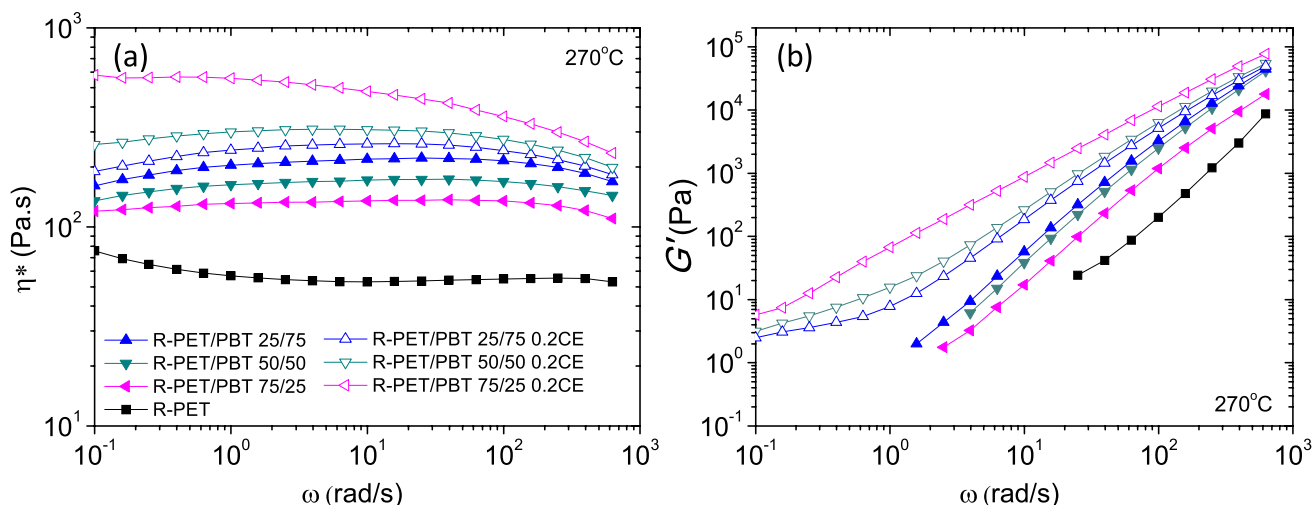 (a)
270°C
η* (Pa.s)
10³
10²
10¹
R-PET/PBT 25/75
R-PET/PBT 50/50
R-PET/PBT 75/25
R-PET
R-PET/PBT 25/75 0.2CE
R-PET/PBT 50/50 0.2CE
R-PET/PBT 75/25 0.2CE
10⁻¹ 10⁰ 10¹ 10² 10³
ω (rad/s)
(b)
G′(Pa)
10⁵
10⁴
10³
10²
10¹
10⁰
10⁻¹
270°C
10⁻¹ 10⁰ 10¹ 10² 10³
ω (rad/s)